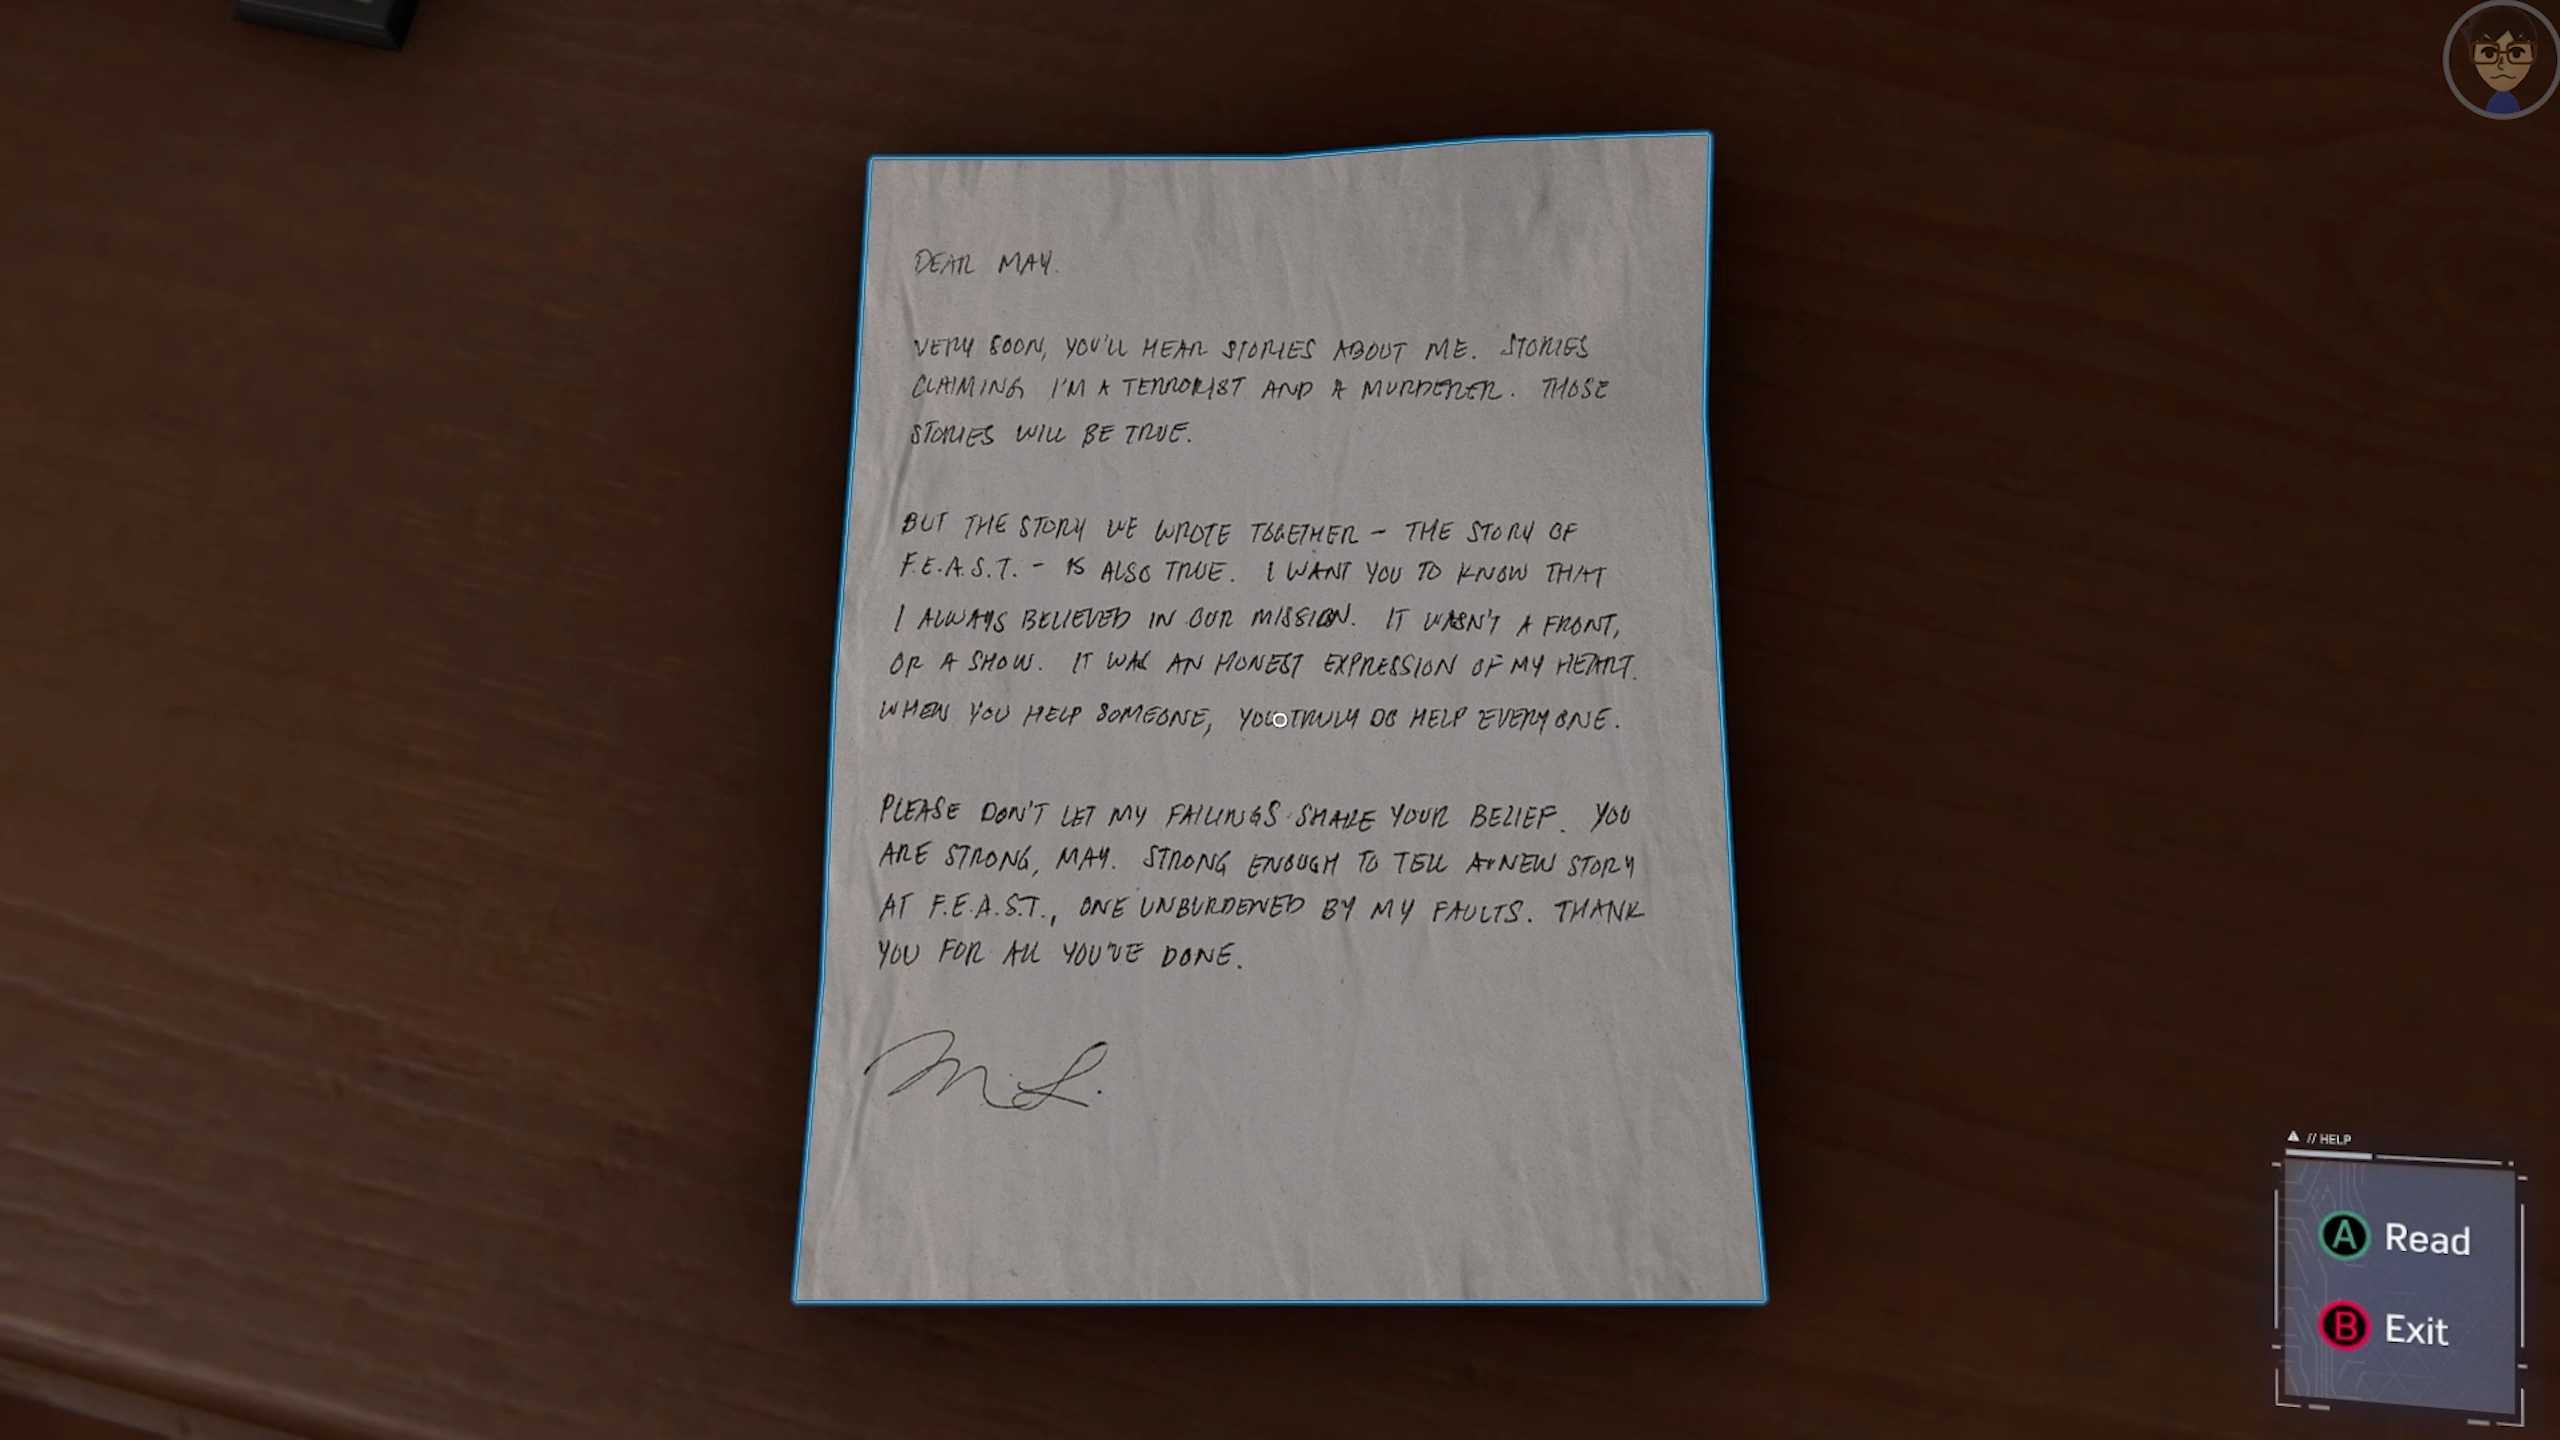 DEAR MAY.
VERY SOON, YOU'LL HEAR STORIES ABOUT ME. STORIES
CLAIMING I'M A TERRORIST AND A MURDERER. THOSE
STORIES WILL BE TRUE.
BUT THE STORY WE WROTE TOGETHER - THE STORY OF
F.E.A.S.T. - IS ALSO TRUE. I WANT YOU TO KNOW THAT
I ALWAYS BELIEVED IN OUR MISSION. IT WASN'T A FRONT,
OR A SHOW. IT WAS AN HONEST EXPRESSION OF MY HEART.
WHEN YOU HELP SOMEONE, YOU TRULY DO HELP EVERYONE.
PLEASE DON'T LET MY FAILINGS SHAKE YOUR BELIEF. YOU
ARE STRONG, MAY. STRONG ENOUGH TO TELL A NEW STORY
AT F.E.A.S.T., ONE UNBURDENED BY MY FAULTS. THANK
YOU FOR ALL YOU'VE DONE.
M.L.
// HELP
A Read
B Exit